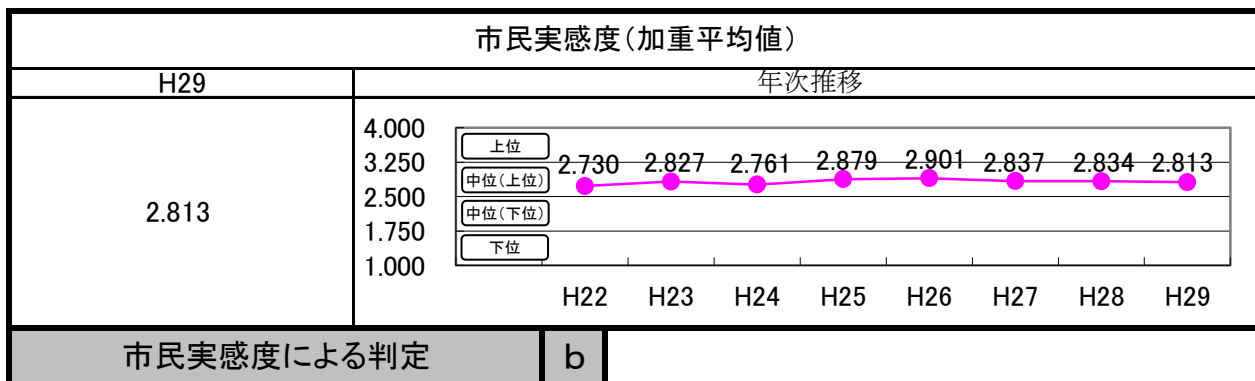 市民実感度(加重平均値)
H29 年次推移
2.813
4.000
3.250
2.500
1.750
1.000
上位
中位(上位)
中位(下位)
下位
2.730 2.827 2.761 2.879 2.901 2.837 2.834 2.813
H22 H23 H24 H25 H26 H27 H28 H29
市民実感度による判定 b